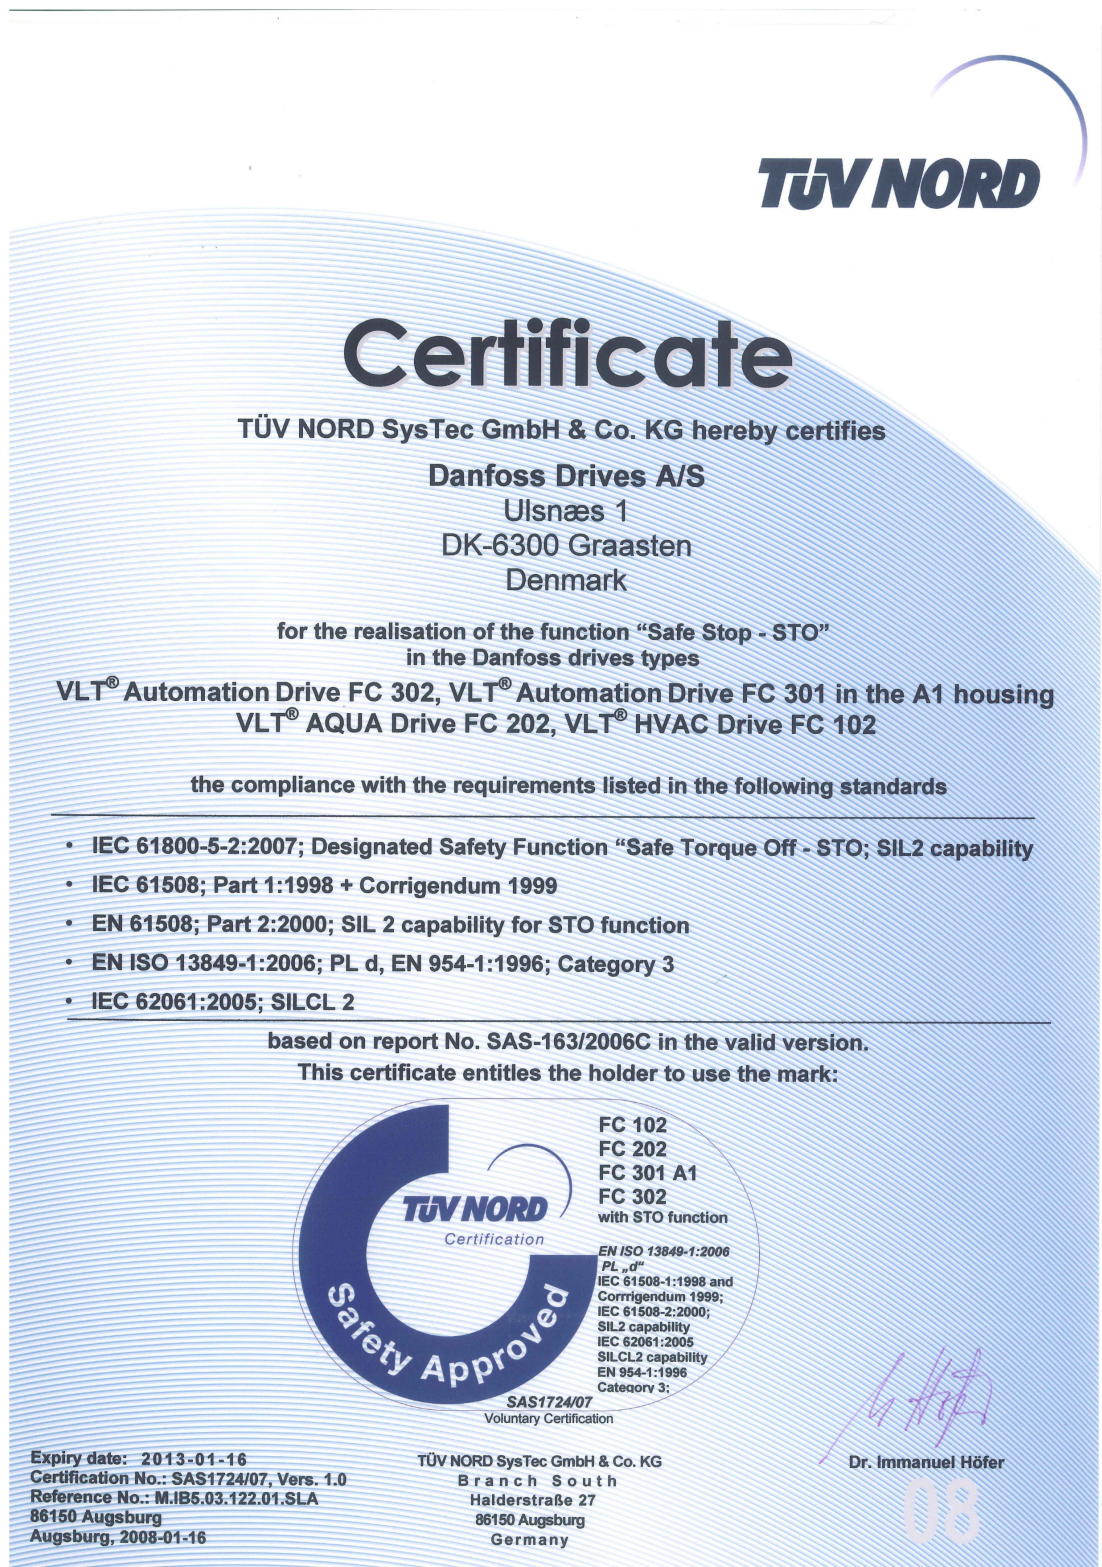 TÜV NORD
Certificate
TÜV NORD SysTec GmbH & Co. KG hereby certifies
Danfoss Drives A/S
Ulsnæs 1
DK-6300 Graasten
Denmark
for the realisation of the function “Safe Stop - STO”
in the Danfoss drives types
VLT® Automation Drive FC 302, VLT® Automation Drive FC 301 in the A1 housing
VLT® AQUA Drive FC 202, VLT® HVAC Drive FC 102
the compliance with the requirements listed in the following standards
• IEC 61800-5-2:2007; Designated Safety Function “Safe Torque Off - STO; SIL2 capability
• IEC 61508; Part 1:1998 + Corrigendum 1999
• EN 61508; Part 2:2000; SIL 2 capability for STO function
• EN ISO 13849-1:2006; PL d, EN 954-1:1996; Category 3
• IEC 62061:2005; SILCL 2
based on report No. SAS-163/2006C in the valid version.
This certificate entitles the holder to use the mark:
TÜV NORD
Certification
Safety Approved
FC 102
FC 202
FC 301 A1
FC 302
with STO function
EN ISO 13849-1:2006
PL „d“
IEC 61508-1:1998 and
Corrrigendum 1999;
IEC 61508-2:2000;
SIL2 capability
IEC 62061:2005
SILCL2 capability
EN 954-1:1996
Category 3;
SAS1724/07
Voluntary Certification
Expiry date: 2013-01-16
Certification No.: SAS1724/07, Vers. 1.0
Reference No.: M.IB5.03.122.01.SLA
86150 Augsburg
Augsburg, 2008-01-16
TÜV NORD SysTec GmbH & Co. KG
Branch South
Halderstraße 27
86150 Augsburg
Germany
Dr. Immanuel Höfer
08